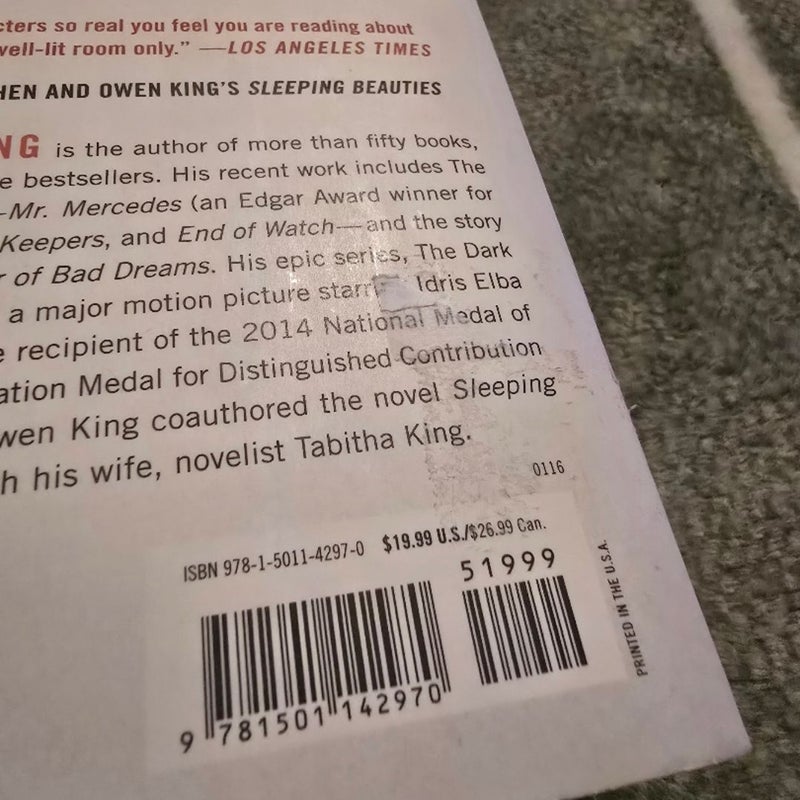 cters so real you feel you are reading about
well-lit room only.” —LOS ANGELES TIMES
HEN AND OWEN KING'S SLEEPING BEAUTIES
NG is the author of more than fifty books,
e bestsellers. His recent work includes The
-Mr. Mercedes (an Edgar Award winner for
Keepers, and End of Watch—and the story
r of Bad Dreams. His epic series, The Dark
a major motion picture starri Idris Elba
e recipient of the 2014 National Medal of
ation Medal for Distinguished Contribution
wen King coauthored the novel Sleeping
h his wife, novelist Tabitha King.
0116
ISBN 978-1-5011-4297-0 $19.99 U.S./$26.99 Can.
51999
9 781501 142970
PRINTED IN THE U.S.A.